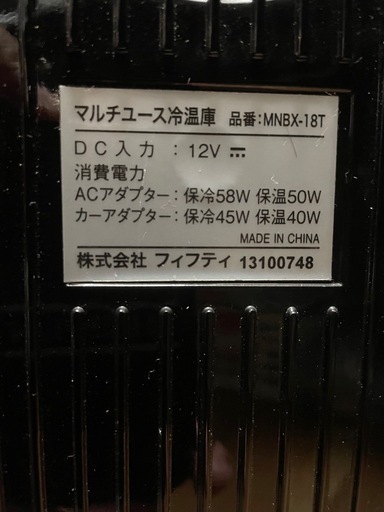 マルチユース冷温庫 品番:MNBX-18T
DC入力 : 12V ⎓
消費電力
ACアダプター : 保冷58W 保温50W
カーアダプター : 保冷45W 保温40W
MADE IN CHINA
株式会社 フィフティ 13100748